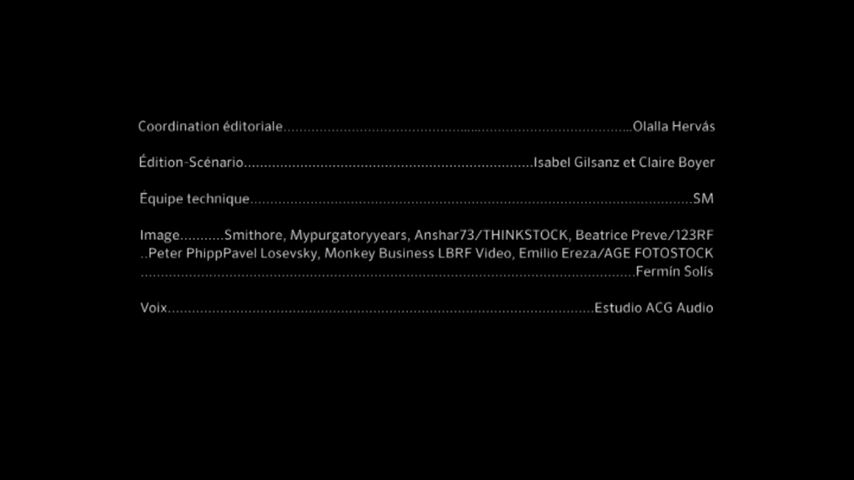 Coordination éditoriale....................................................................................Olalla Hervás
Édition-Scénario.......................................................................Isabel Gilsanz et Claire Boyer
Équipe technique.............................................................................................................SM
Image...........Smithore, Mypurgatoryyears, Anshar73/THINKSTOCK, Beatrice Preve/123RF
..Peter PhippPavel Losevsky, Monkey Business LBRF Video, Emilio Ereza/AGE FOTOSTOCK
.........................................................................................................................Fermín Solís
Voix.........................................................................................................Estudio ACG Audio